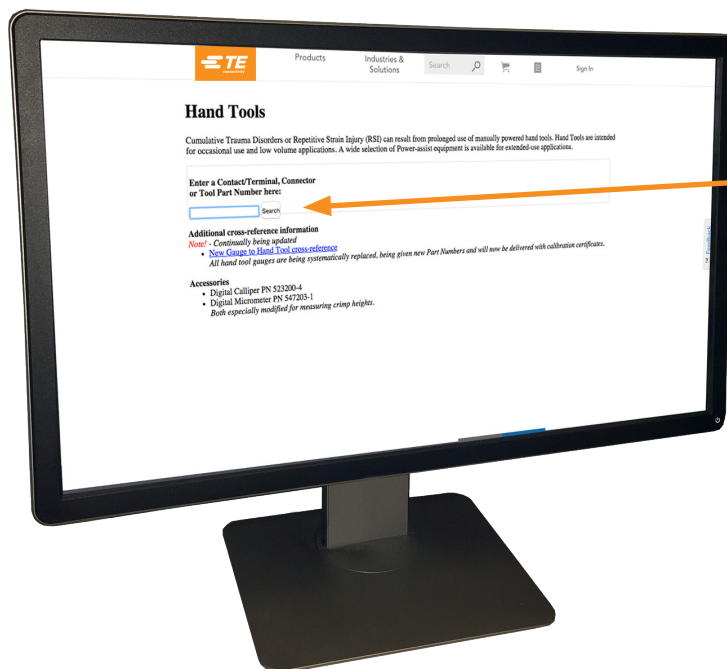 TE
connectivity
Products
Industries &
Solutions
Search
Sign In
Hand Tools
Cumulative Trauma Disorders or Repetitive Strain Injury (RSI) can result from prolonged use of manually powered hand tools. Hand Tools are intended
for occasional use and low volume applications. A wide selection of Power-assist equipment is available for extended-use applications.
Enter a Contact/Terminal, Connector
or Tool Part Number here:
Search
Additional cross-reference information
Note! - Continually being updated
• New Gauge to Hand Tool cross-reference
All hand tool gauges are being systematically replaced, being given new Part Numbers and will now be delivered with calibration certificates.
Feedback
Accessories
• Digital Calliper PN 523200-4
• Digital Micrometer PN 547203-1
Both especially modified for measuring crimp heights.